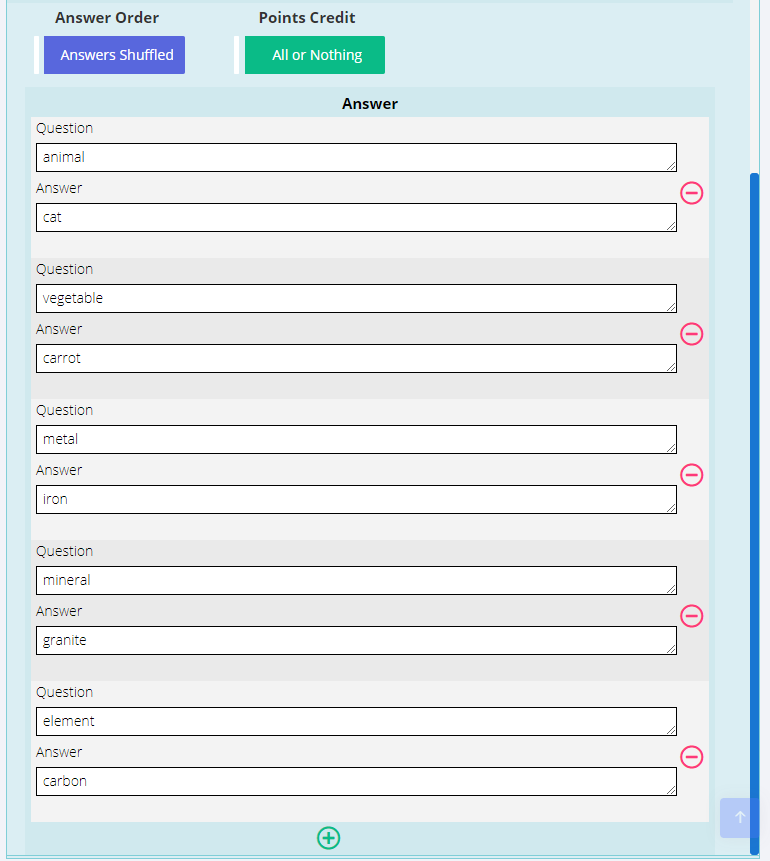 Answer Order Points Credit
Answers Shuffled All or Nothing
Answer
Question
animal
Answer
cat
Question
vegetable
Answer
carrot
Question
metal
Answer
iron
Question
mineral
Answer
granite
Question
element
Answer
carbon